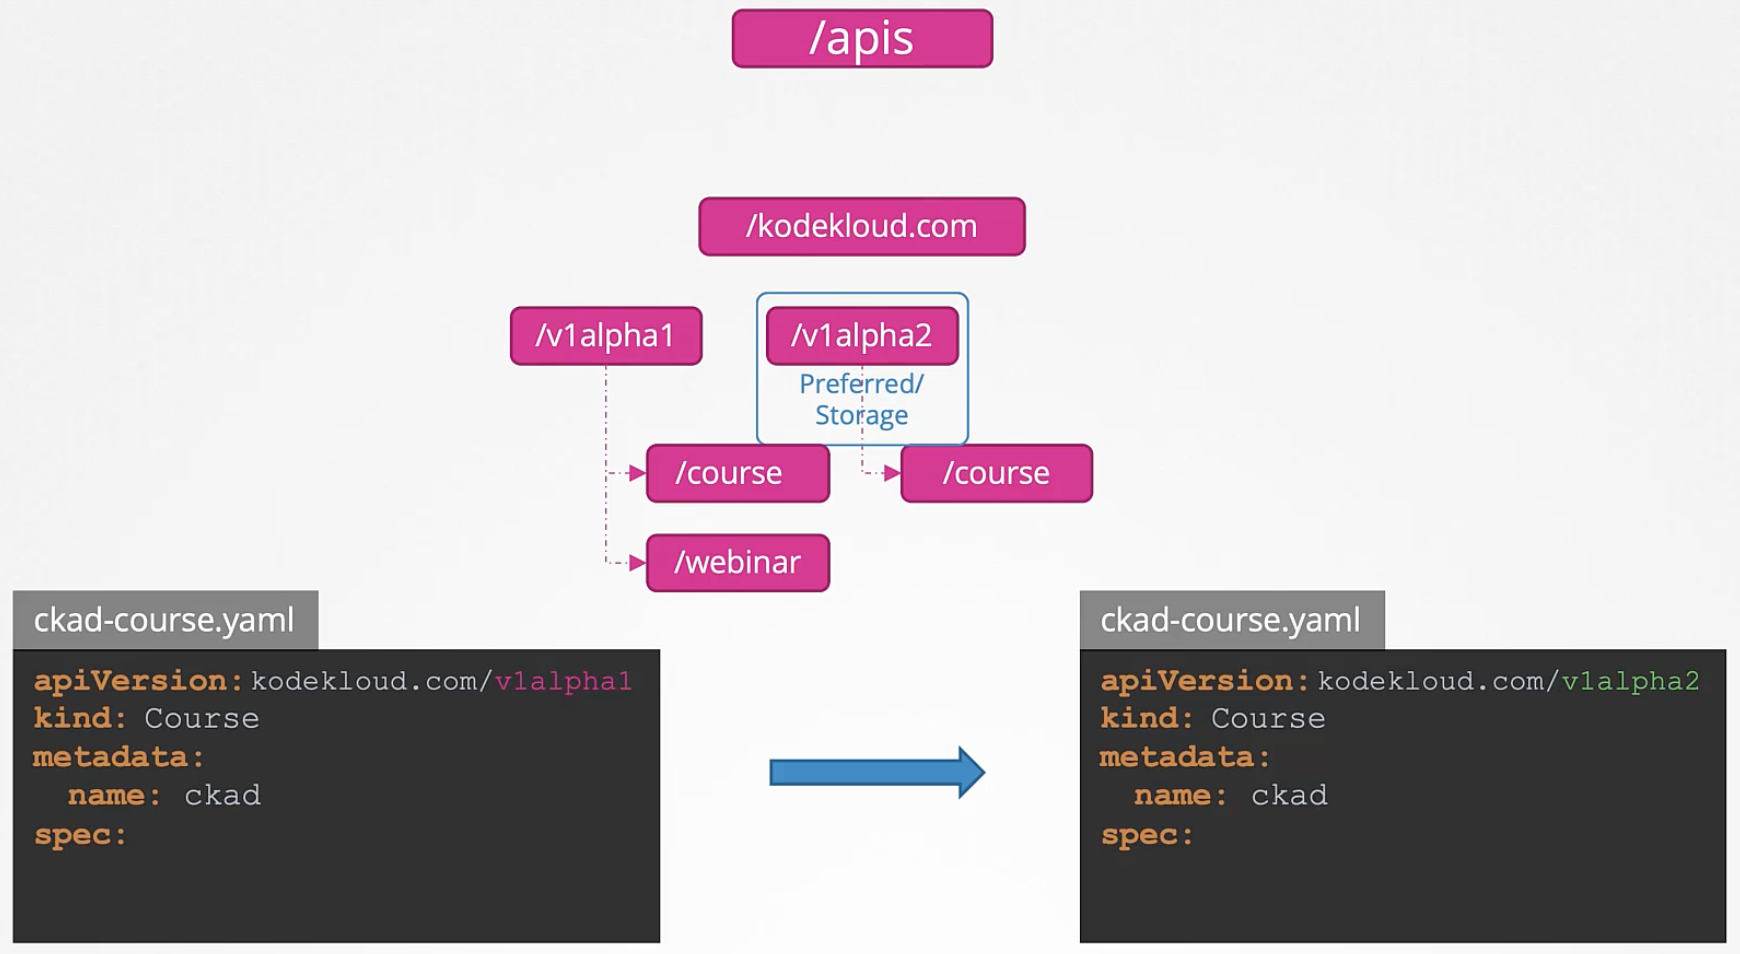 /apis
/kodekloud.com
/v1alpha1
/v1alpha2
Preferred/
Storage
/course
/course
/webinar
ckad-course.yaml
apiVersion: kodekloud.com/v1alpha1
kind: Course
metadata:
  name: ckad
spec:
ckad-course.yaml
apiVersion: kodekloud.com/v1alpha2
kind: Course
metadata:
  name: ckad
spec: